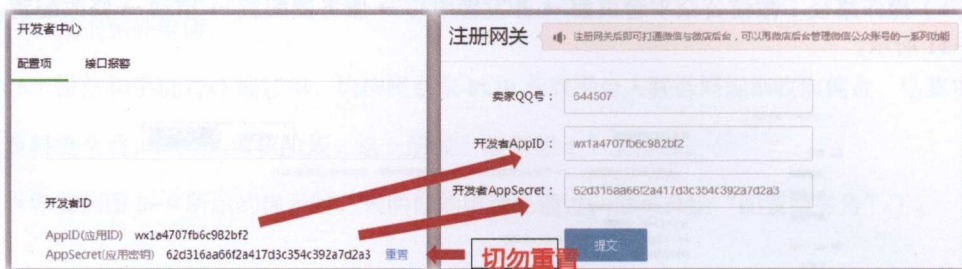 开发者中心
配置项 接口报警
开发者ID
AppID(应用ID) wx1a4707fb6c982bf2
AppSecret(应用密钥) 62d316aa66f2a417d3c354c392a7d2a3 重置
注册网关
注册网关后即可打通微信与微店后台，可以再微店后台管理微信公众账号的一系列功能
卖家QQ号： 644507
开发者AppID： wx1a4707fb6c982bf2
开发者AppSecret： 62d316aa66f2a417d3c354c392a7d2a3
提交
切勿重置